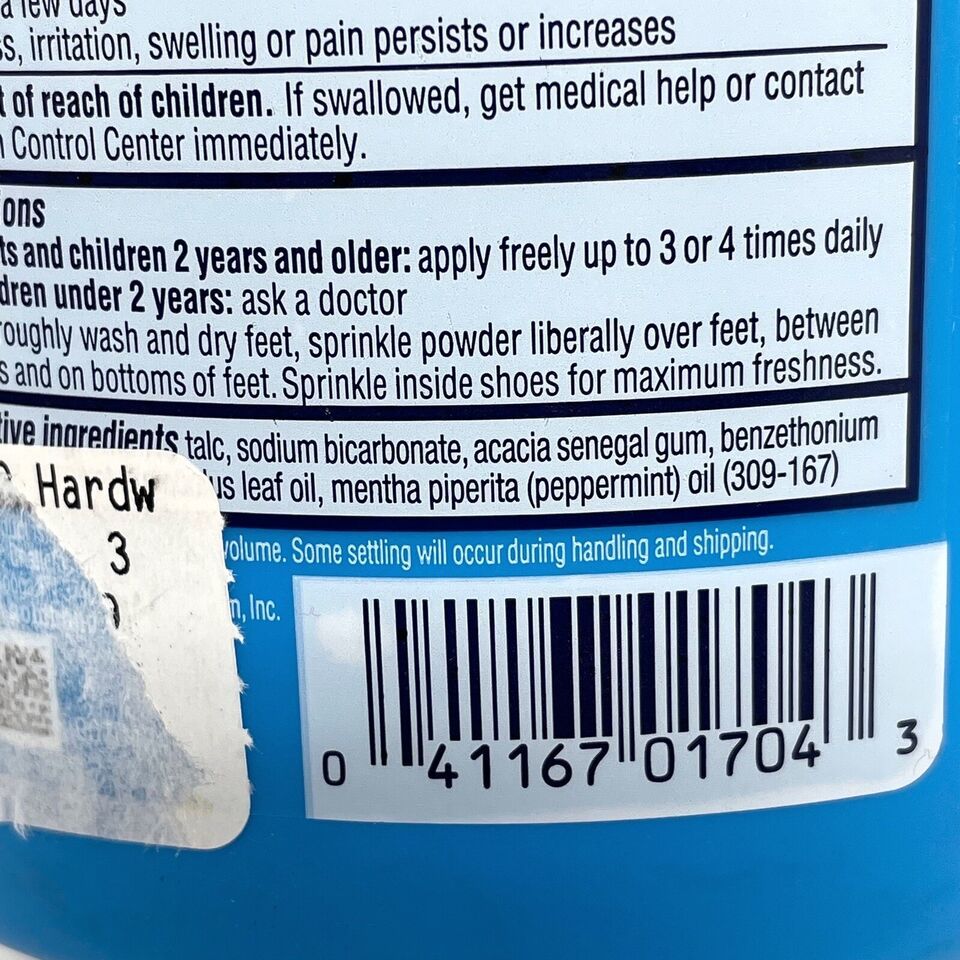 a few days
s, irritation, swelling or pain persists or increases
t of reach of children. If swallowed, get medical help or contact
n Control Center immediately.
ons
ts and children 2 years and older: apply freely up to 3 or 4 times daily
dren under 2 years: ask a doctor
roughly wash and dry feet, sprinkle powder liberally over feet, between
s and on bottoms of feet. Sprinkle inside shoes for maximum freshness.
tive ingredients talc, sodium bicarbonate, acacia senegal gum, benzethonium
us leaf oil, mentha piperita (peppermint) oil (309-167)
volume. Some settling will occur during handling and shipping.
n, Inc.
Hardw
3
0 41167 01704 3